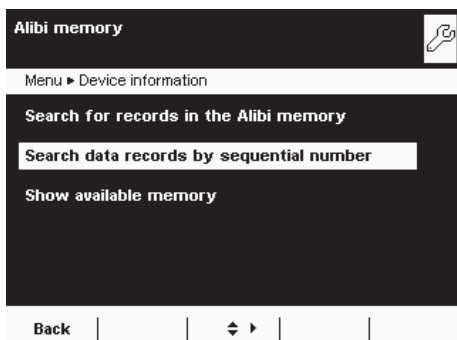 Alibi memory
Menu ▸ Device information
Search for records in the Alibi memory
Search data records by sequential number
Show available memory
Back